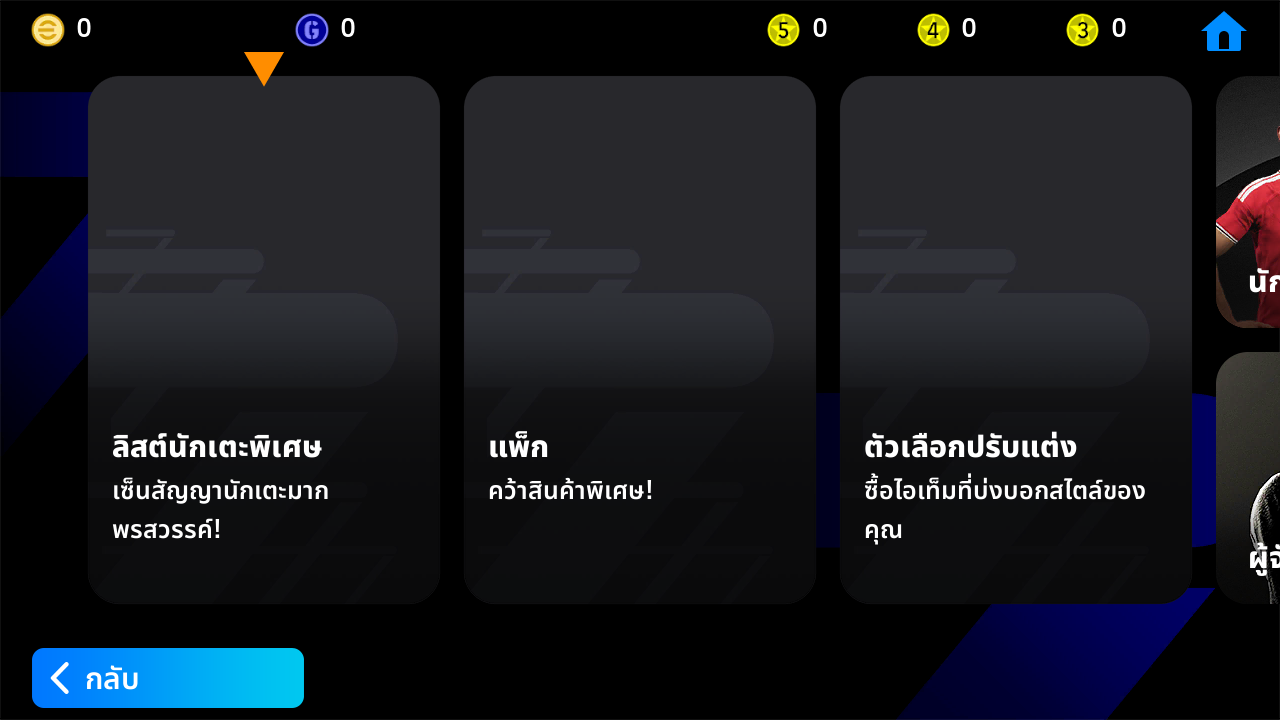 0
G 0
5 0
4 0
3 0
ลิสต์นักเตะพิเศษ
เซ็นสัญญานักเตะมาก
พรสวรรค์!
แพ็ก
คว้าสินค้าพิเศษ!
ตัวเลือกปรับแต่ง
ซื้อไอเท็มที่บ่งบอกสไตล์ของ
คุณ
กลับ